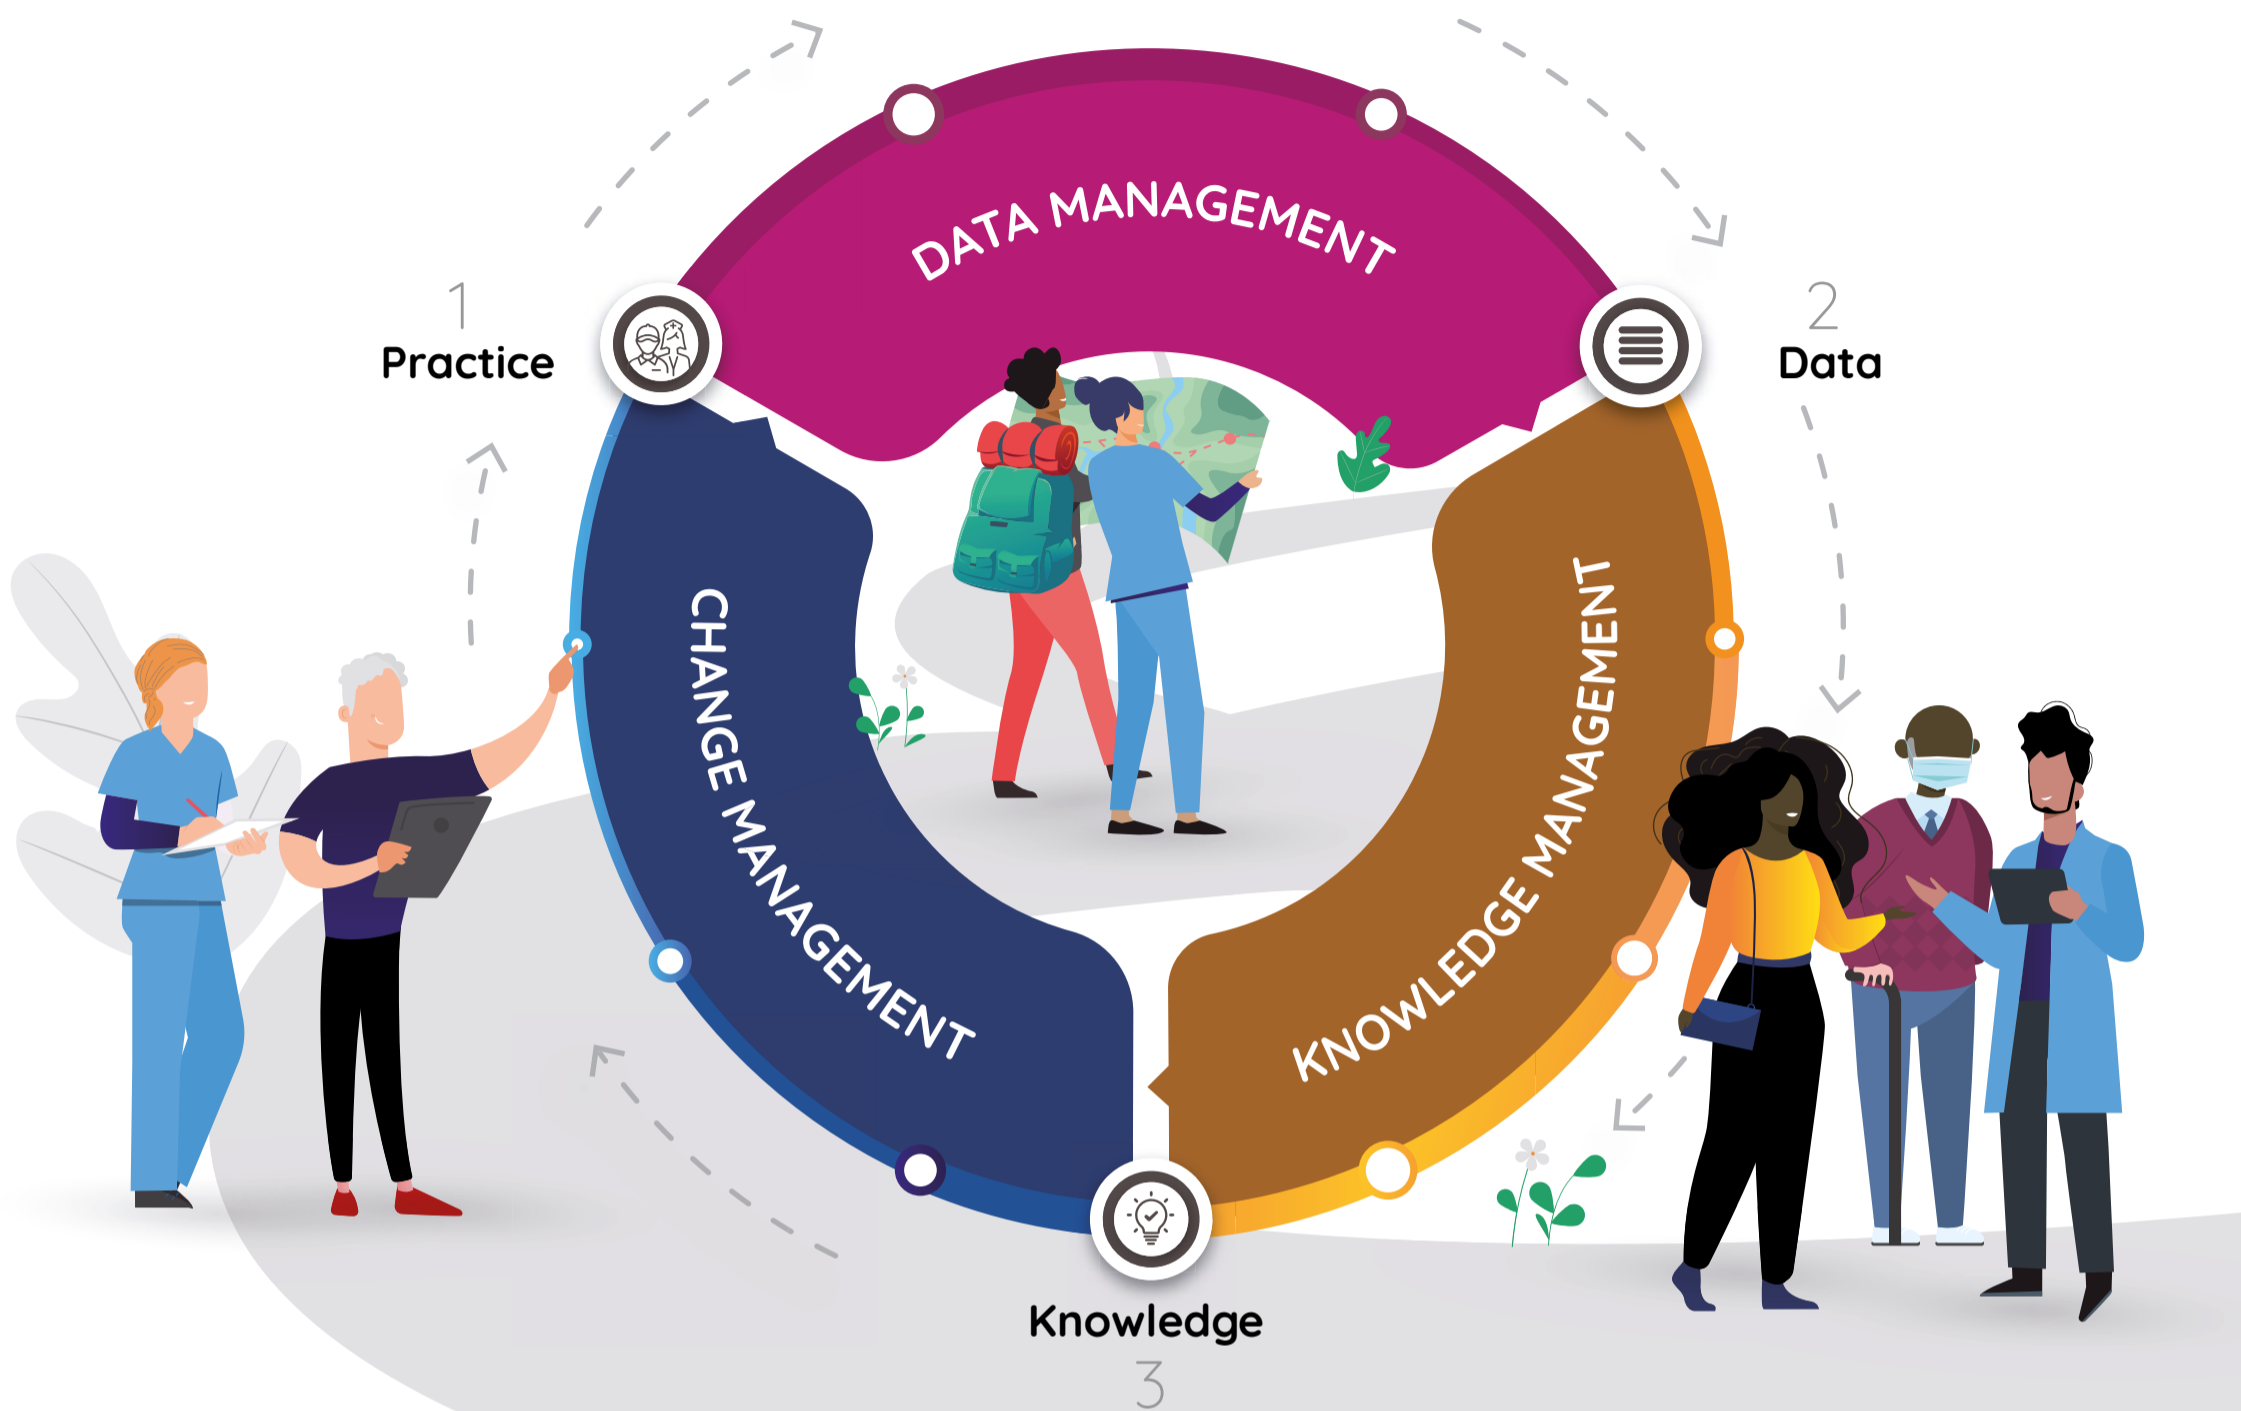 DATA MANAGEMENT
1
Practice
2
Data
CHANGE MANAGEMENT
KNOWLEDGE MANAGEMENT
Knowledge
3